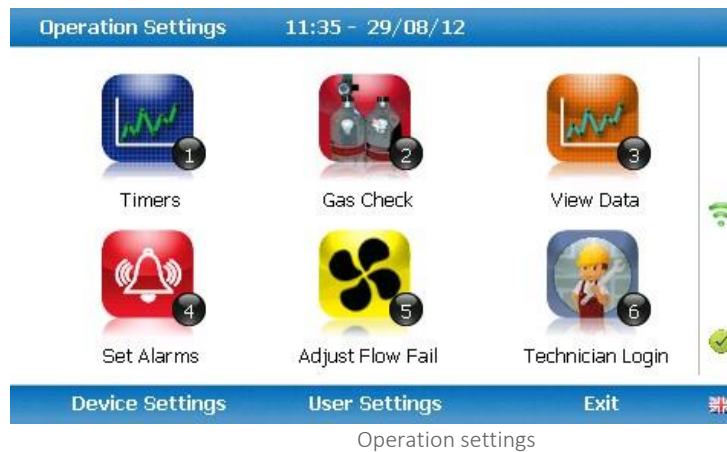 Operation Settings 11:35 - 29/08/12
1 2 3
Timers Gas Check View Data
4 5 6
Set Alarms Adjust Flow Fail Technician Login
Device Settings User Settings Exit
Operation settings